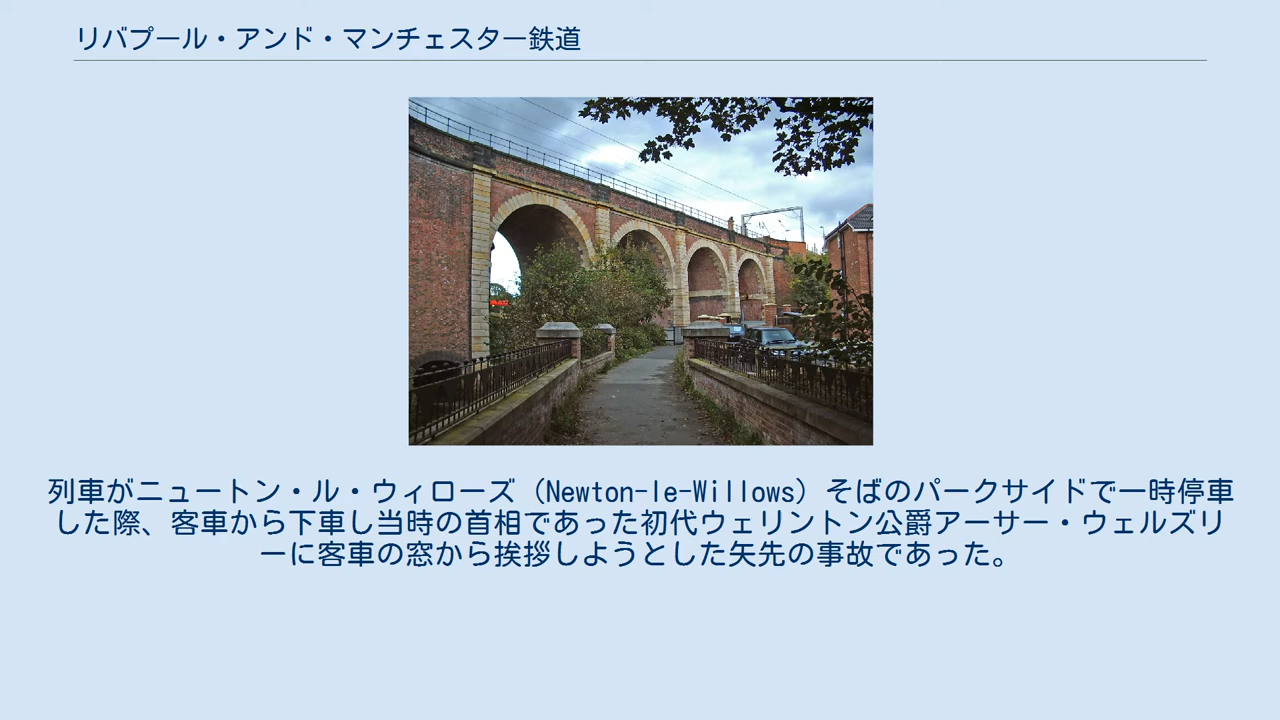 リバプール・アンド・マンチェスター鉄道
列車がニュートン・ル・ウィローズ（Newton-le-Willows）そばのパークサイドで一時停車
した際、客車から下車し当時の首相であった初代ウェリントン公爵アーサー・ウェルズリ
ーに客車の窓から挨拶しようとした矢先の事故であった。